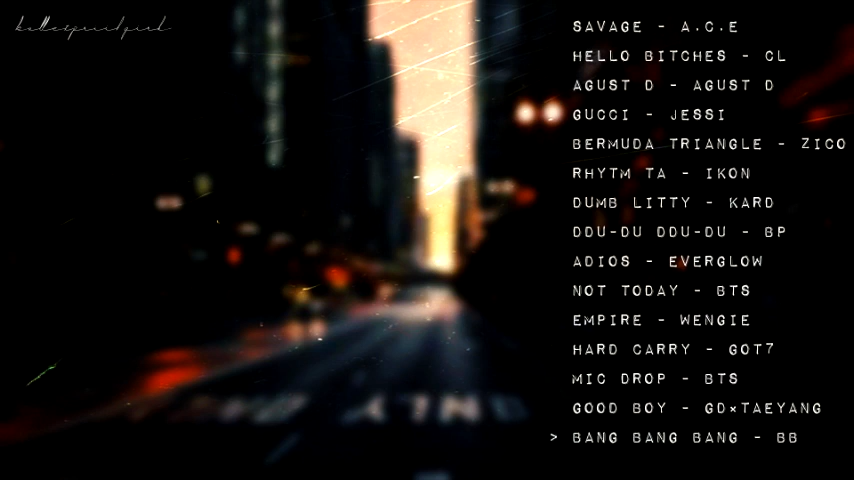 SAVAGE - A.C.E
HELLO BITCHES - CL
AGUST D - AGUST D
GUCCI - JESSI
BERMUDA TRIANGLE - ZICO
RHYTM TA - IKON
DUMB LITTY - KARD
DDU-DU DDU-DU - BP
ADIOS - EVERGLOW
NOT TODAY - BTS
EMPIRE - WENGIE
HARD CARRY - GOT7
MIC DROP - BTS
GOOD BOY - GD×TAEYANG
> BANG BANG BANG - BB
ONLY